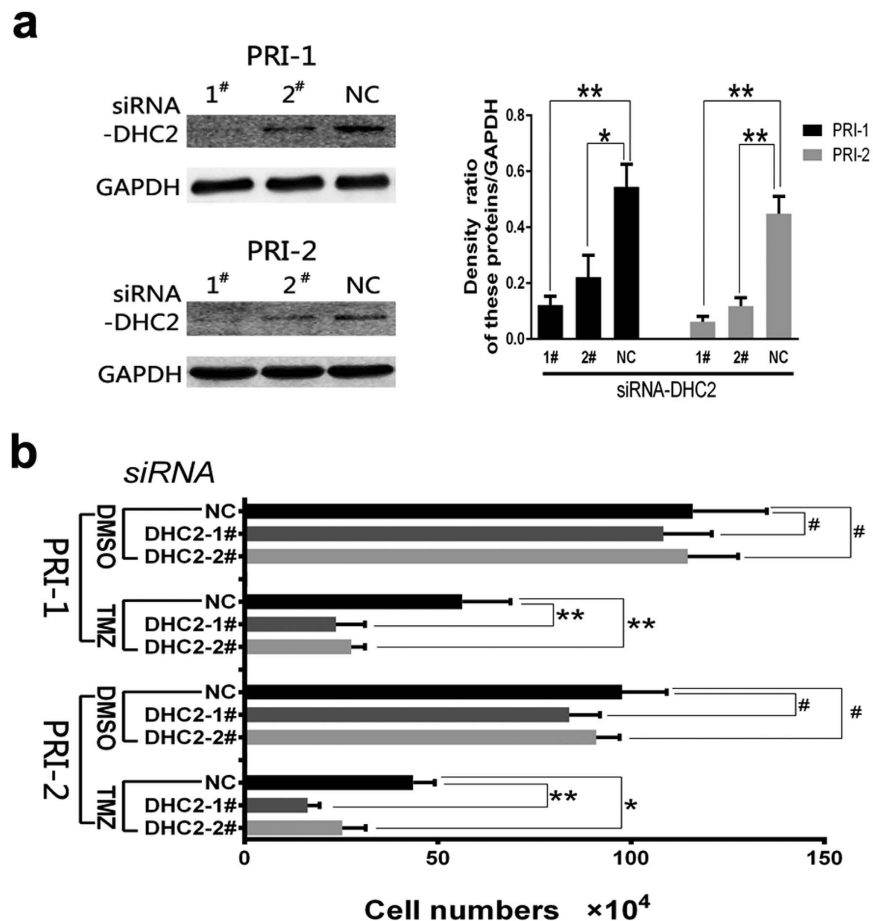 a
PRI-1
siRNA
-DHC2
1# 2# NC
GAPDH
PRI-2
siRNA
-DHC2
1# 2# NC
GAPDH
Density ratio
of these proteins/GAPDH
0.8
0.6
0.4
0.2
0.0
** * ** **
PRI-1
PRI-2
1# 2# NC 1# 2# NC
siRNA-DHC2
b
siRNA
PRI-1
DMSO
NC
DHC2-1#
DHC2-2#
# #
TMZ
NC
DHC2-1#
DHC2-2#
** **
PRI-2
DMSO
NC
DHC2-1#
DHC2-2#
# #
TMZ
NC
DHC2-1#
DHC2-2#
** *
0 50 100 150
Cell numbers ×10⁴